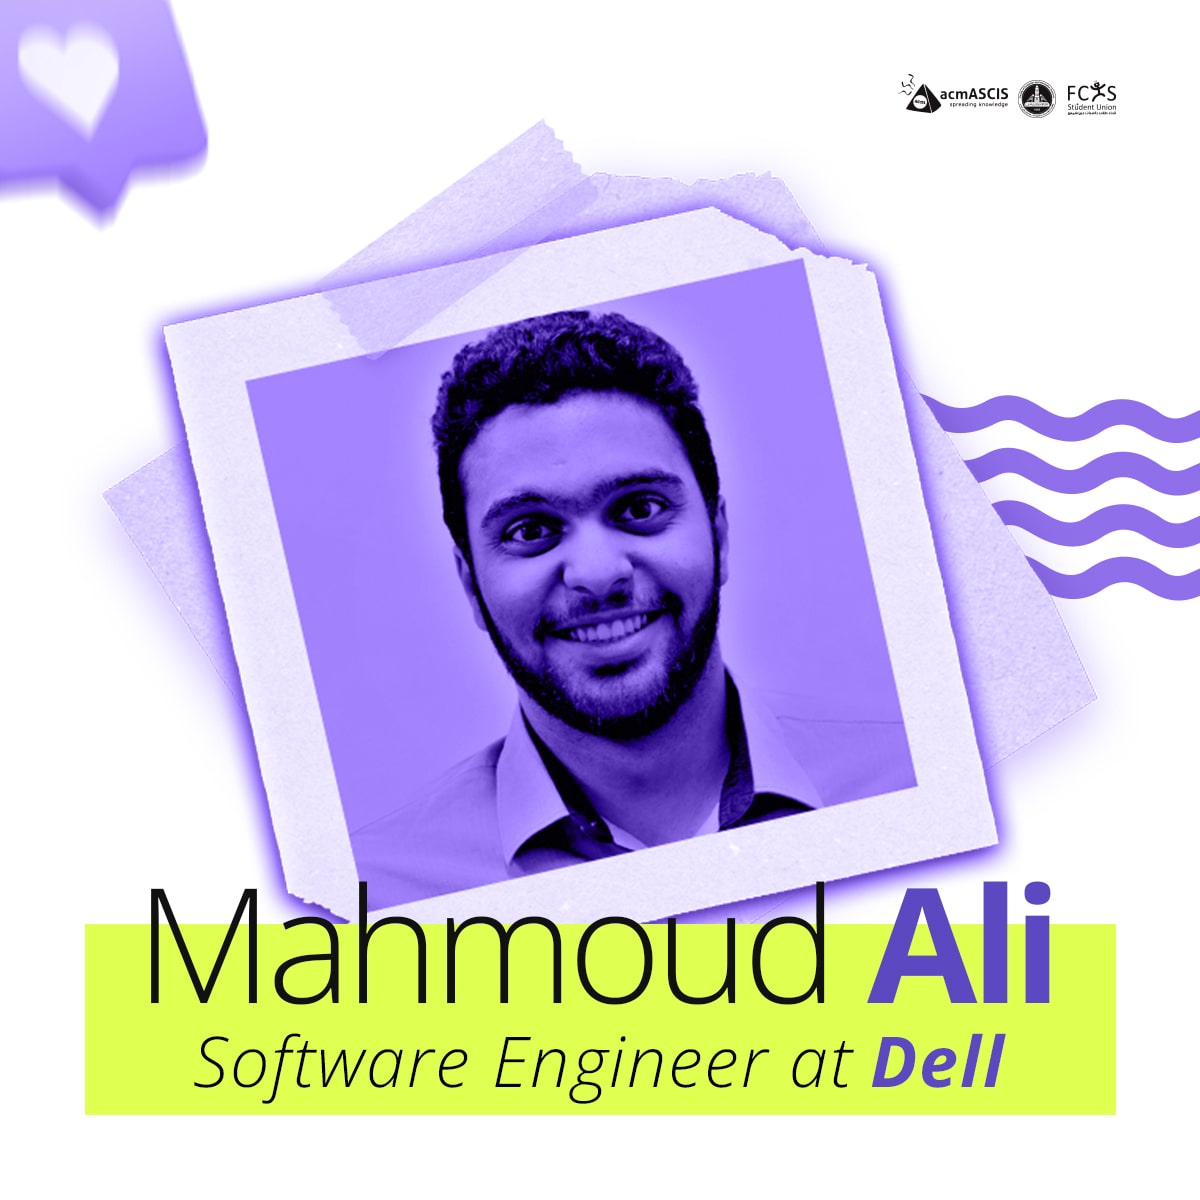 acmASCIS
spreading knowledge
FCIS
Student Union
Mahmoud Ali
Software Engineer at Dell